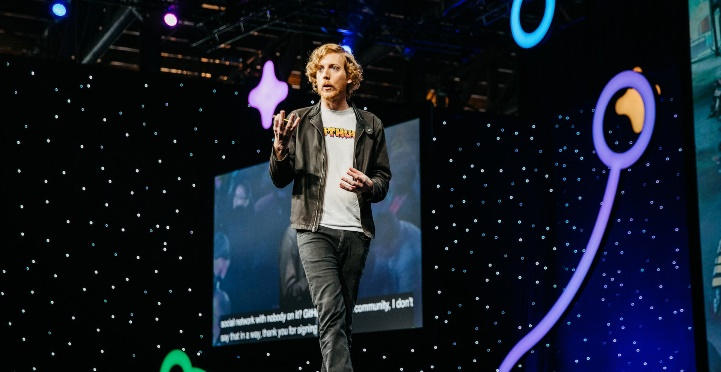 social network with nobody on it? community, I don't
say that in a way, thank you for signing